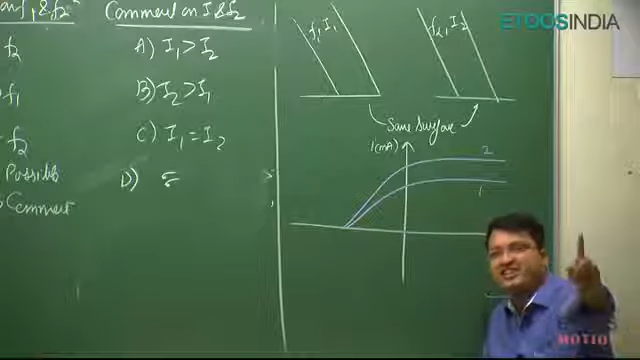 on f₁ & f₂
Comment on I₁ & I₂
f₂
A) I₁ > I₂
f₁
B) I₂ > I₁
f₂
C) I₁ = I₂
Possible
D)
Comment
f₁, I₁
f₂, I₂
ETOOSINDIA
Same Surface
i(mA)
2
1
MOTIO